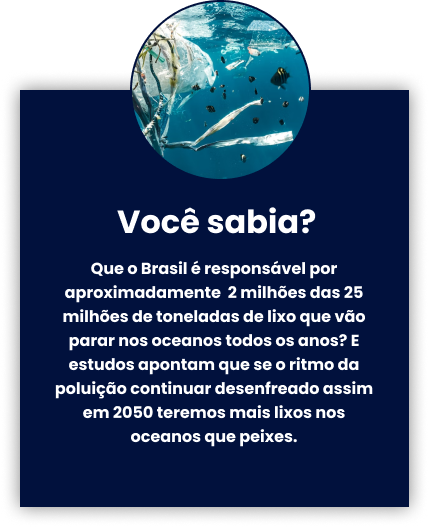 Você sabia?
Que o Brasil é responsável por
aproximadamente 2 milhões das 25
milhões de toneladas de lixo que vão
parar nos oceanos todos os anos? E
estudos apontam que se o ritmo da
poluição continuar desenfreado assim
em 2050 teremos mais lixos nos
oceanos que peixes.